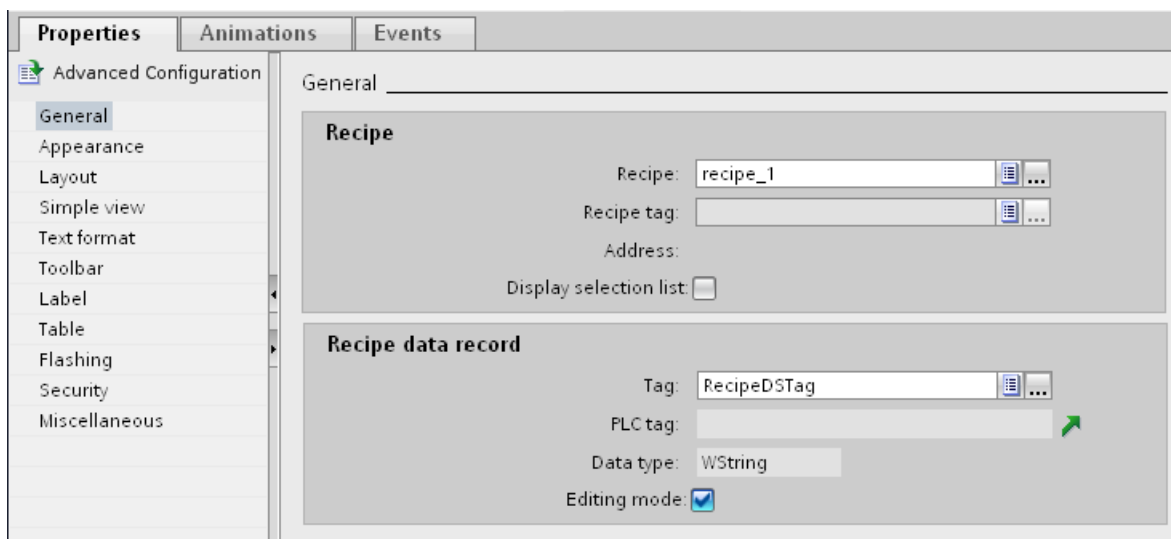 Properties Animations Events
Advanced Configuration
General
Appearance
Layout
Simple view
Text format
Toolbar
Label
Table
Flashing
Security
Miscellaneous
General
Recipe
Recipe: recipe_1 ...
Recipe tag: ...
Address:
Display selection list:
Recipe data record
Tag: RecipeDSTag ...
PLC tag:
Data type: WString
Editing mode: